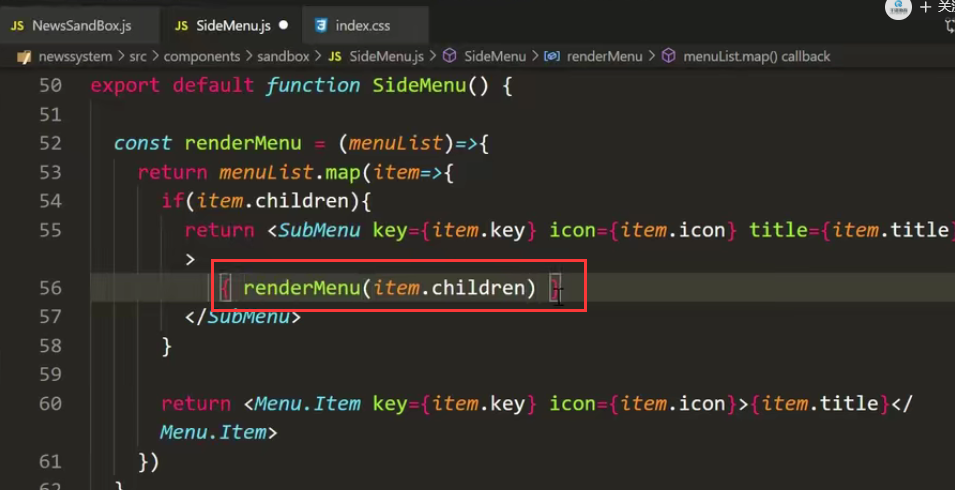 JS NewsSandBox.js JS SideMenu.js ● index.css + 关注
newssystem > src > components > sandbox > JS SideMenu.js > SideMenu > renderMenu > menuList.map() callback
50 export default function SideMenu() {
51
52 const renderMenu = (menuList)=>{
53 return menuList.map(item=>{
54 if(item.children){
55 return <SubMenu key={item.key} icon={item.icon} title={item.title}
>
56 { renderMenu(item.children) }
57 </SubMenu>
58 }
59
60 return <Menu.Item key={item.key} icon={item.icon}>{item.title}</
Menu.Item>
61 })
62 }